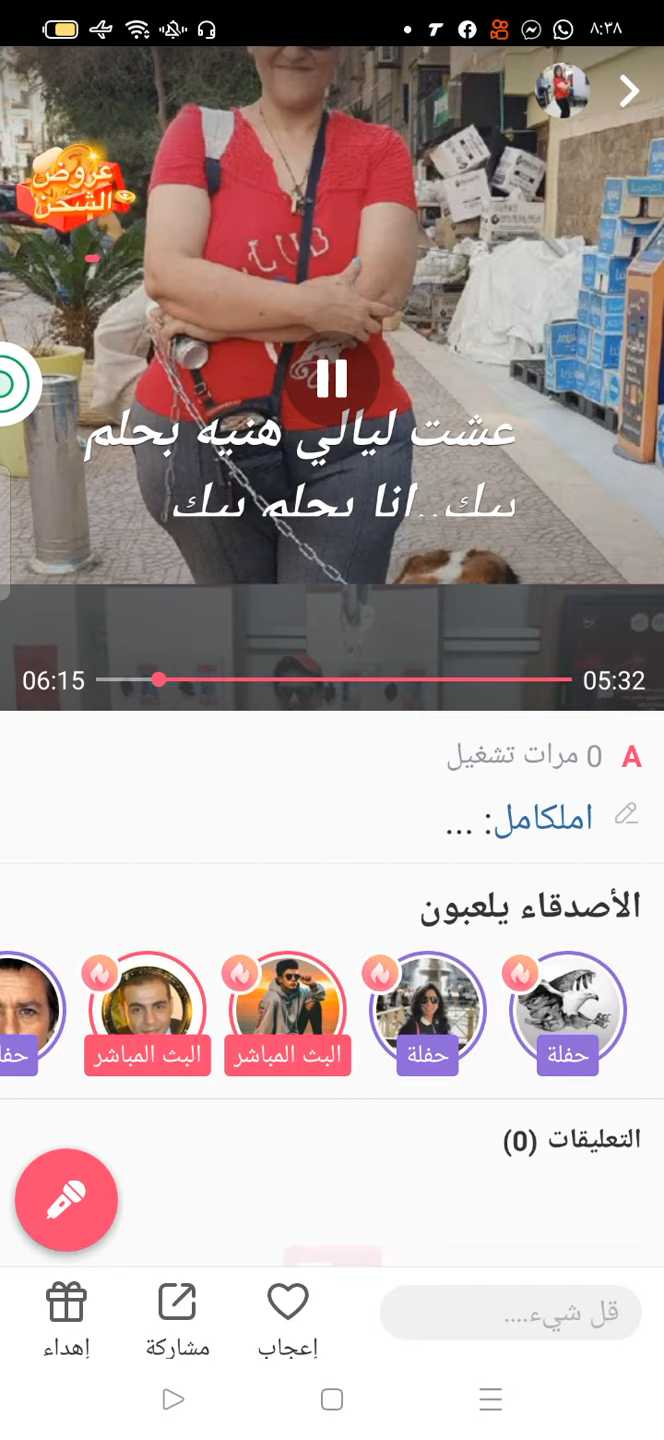 ٨:٣٨
عروض
الشحن
عشت ليالي هنيه بحلم
بيك..انا بحلم بيك
06:15
05:32
0 مرات تشغيل
A
املكامل: ...
الأصدقاء يلعبون
حفلة
حفلة
البث المباشر
البث المباشر
حفلا
التعليقات (0)
قل شيء....
إعجاب
مشاركة
إهداء